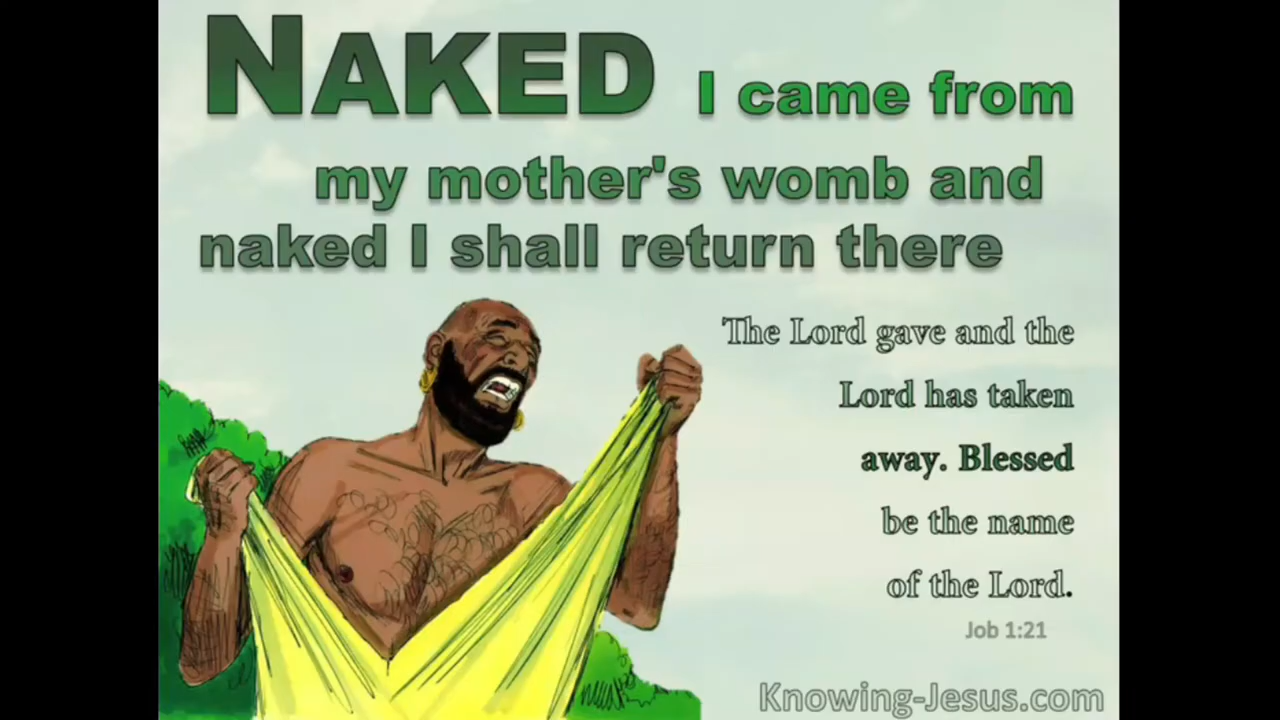 NAKED I came from
my mother's womb and
naked I shall return there
The Lord gave and the
Lord has taken
away. Blessed
be the name
of the Lord.
Job 1:21
Knowing-Jesus.com